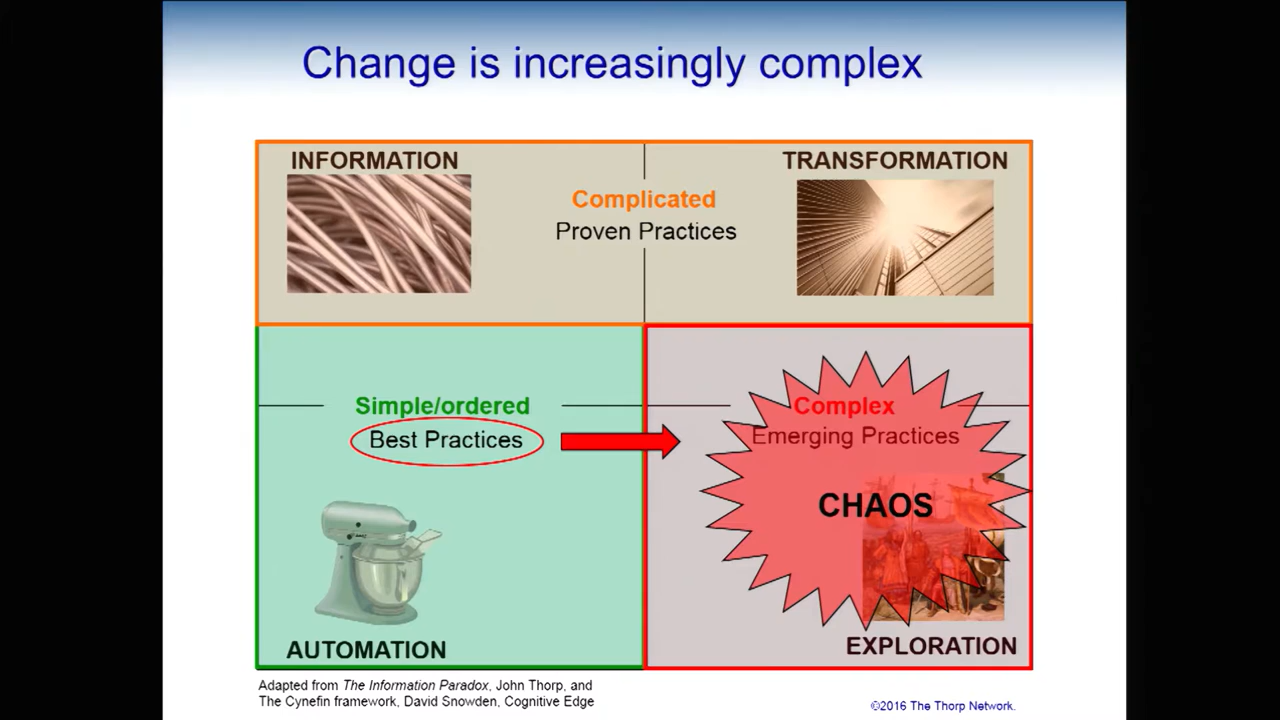 Change is increasingly complex
INFORMATION
TRANSFORMATION
Complicated
Proven Practices
Simple/ordered
Best Practices
Complex
Emerging Practices
CHAOS
AUTOMATION
EXPLORATION
Adapted from The Information Paradox, John Thorp, and
The Cynefin framework, David Snowden, Cognitive Edge
©2016 The Thorp Network.